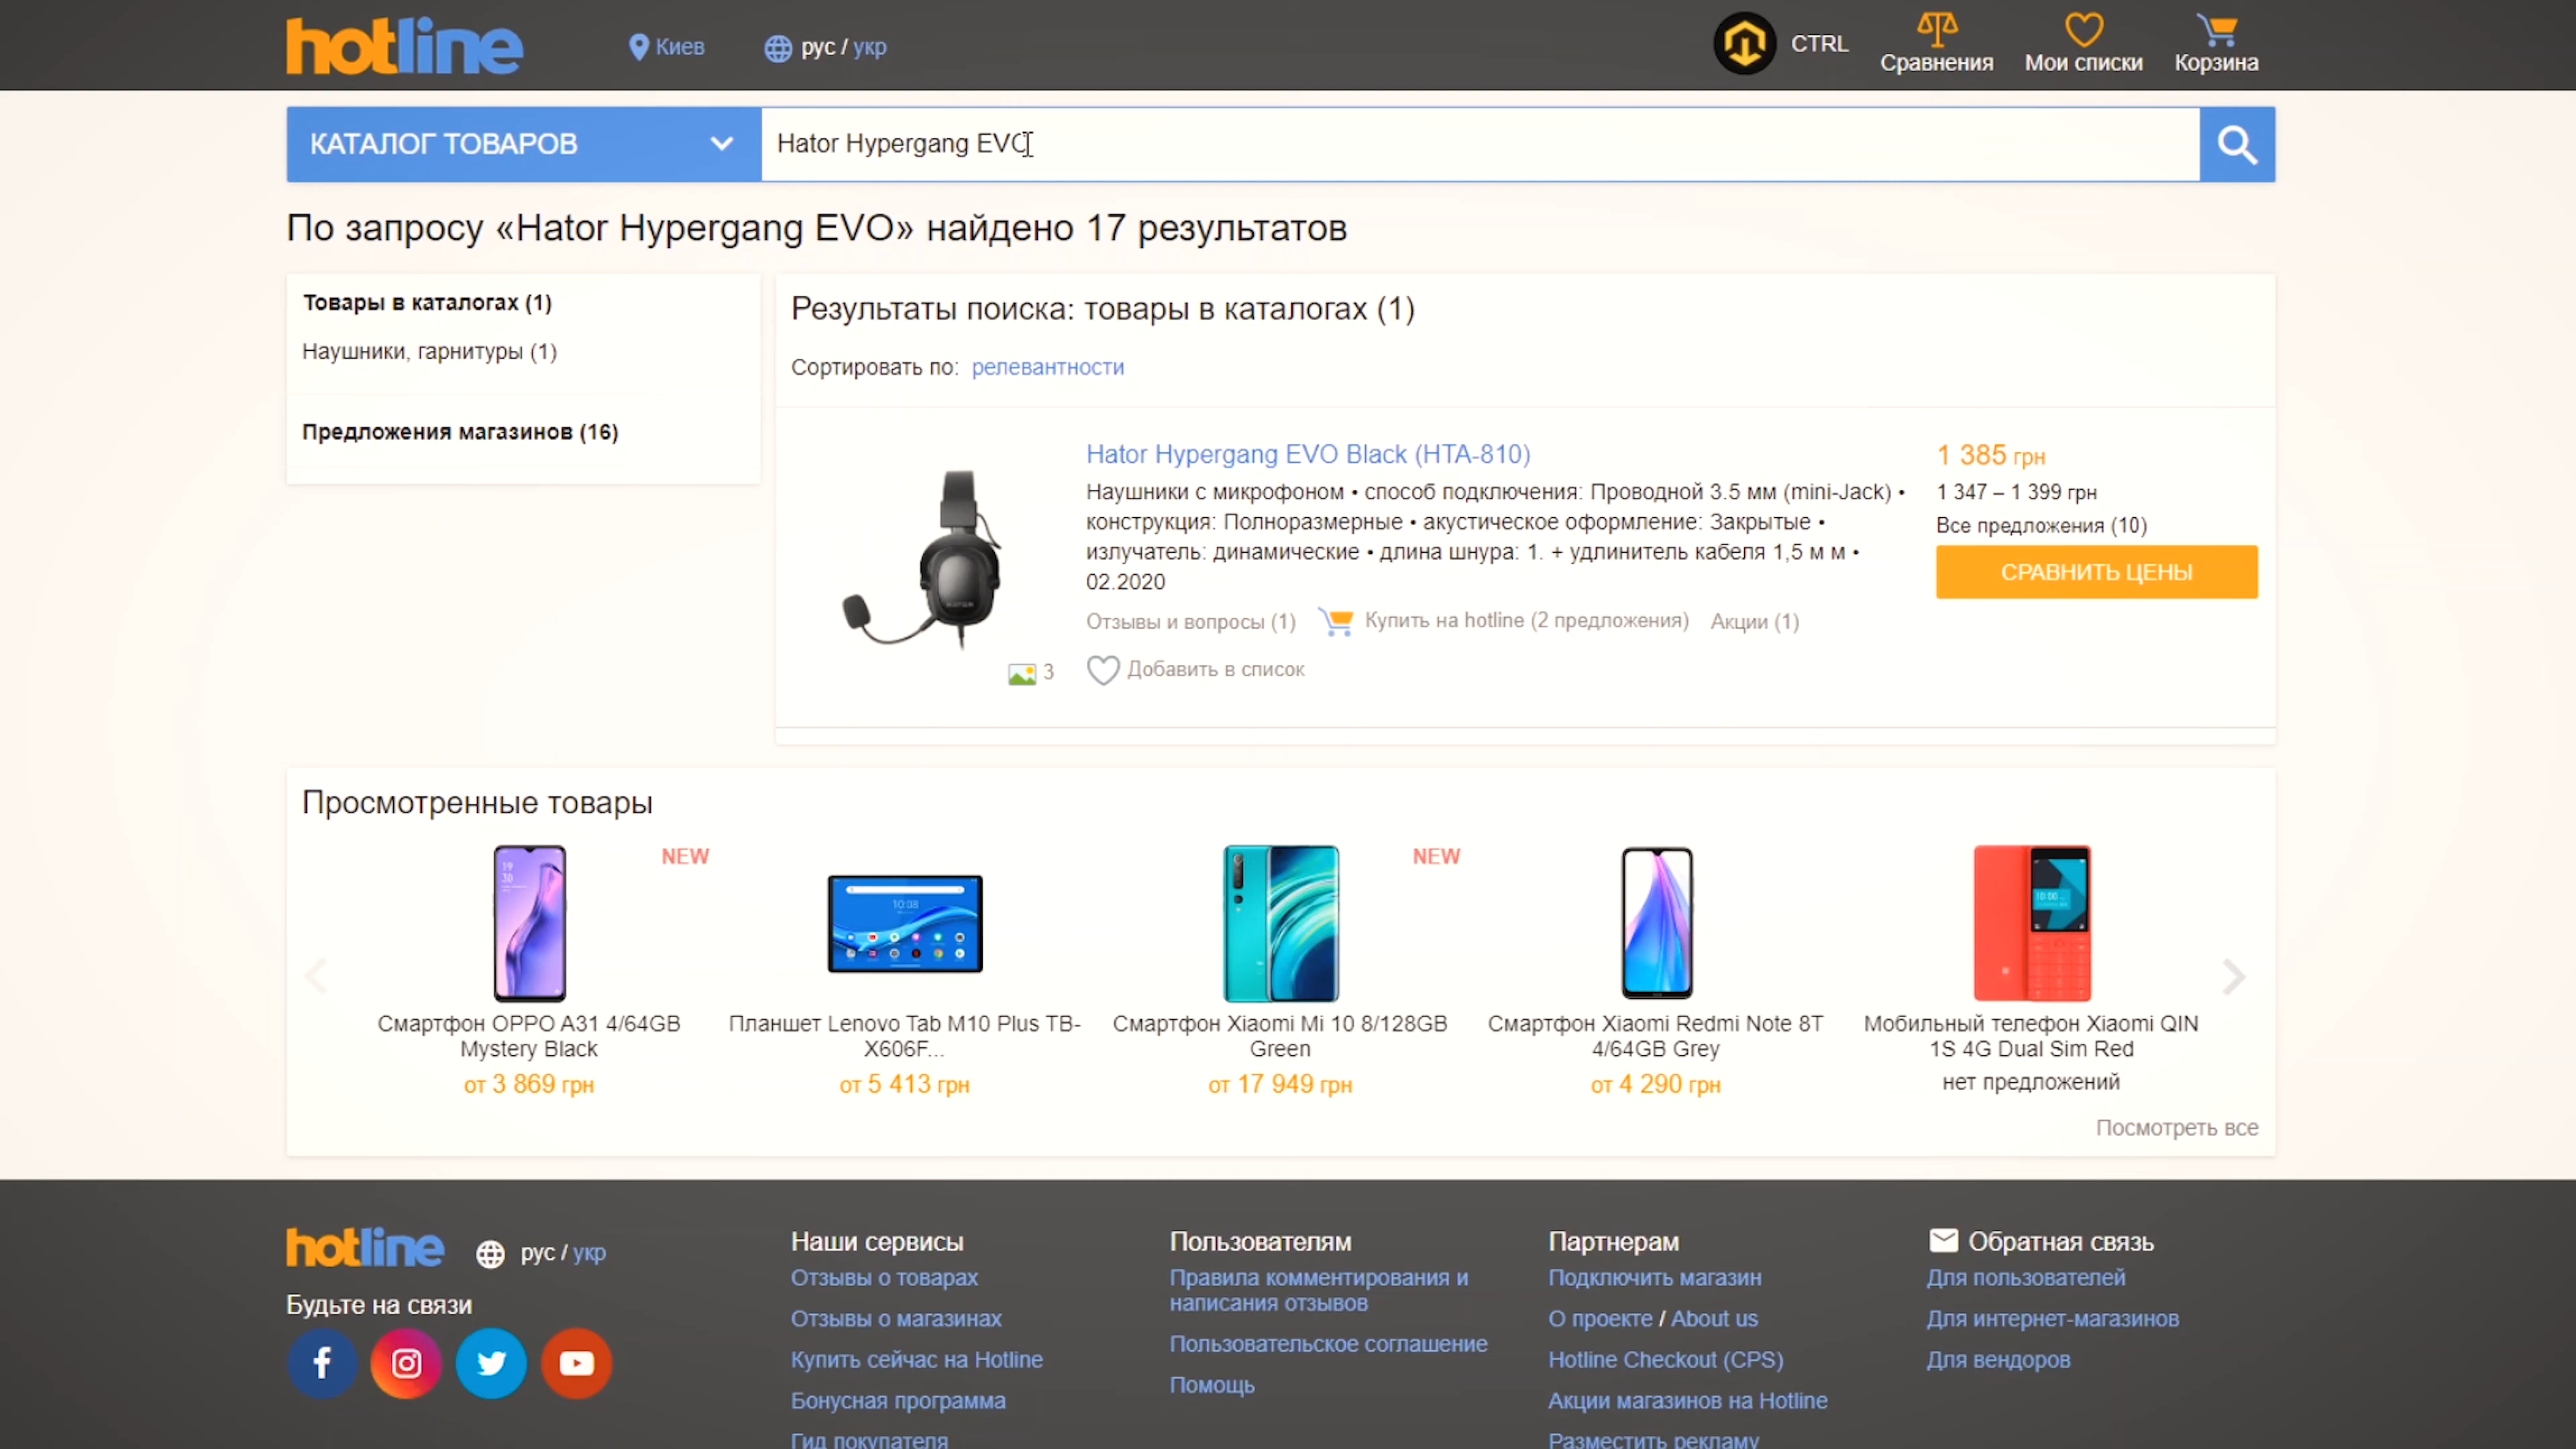 hotline
Киев
рус / укр
CTRL
Сравнения
Мои списки
Корзина
КАТАЛОГ ТОВАРОВ
Hator Hypergang EVO
По запросу «Hator Hypergang EVO» найдено 17 результатов
Товары в каталогах (1)
Наушники, гарнитуры (1)
Предложения магазинов (16)
Результаты поиска: товары в каталогах (1)
Сортировать по: релевантности
Hator Hypergang EVO Black (HTA-810)
Наушники с микрофоном • способ подключения: Проводной 3.5 мм (mini-Jack) •
конструкция: Полноразмерные • акустическое оформление: Закрытые •
излучатель: динамические • длина шнура: 1. + удлинитель кабеля 1,5 м м •
02.2020
Отзывы и вопросы (1)
Купить на hotline (2 предложения)
Акции (1)
3
Добавить в список
1 385 грн
1 347 – 1 399 грн
Все предложения (10)
СРАВНИТЬ ЦЕНЫ
Просмотренные товары
NEW
Смартфон OPPO A31 4/64GB
Mystery Black
от 3 869 грн
10:08
Планшет Lenovo Tab M10 Plus TB-
X606F...
от 5 413 грн
NEW
Смартфон Xiaomi Mi 10 8/128GB
Green
от 17 949 грн
Смартфон Xiaomi Redmi Note 8T
4/64GB Grey
от 4 290 грн
Мобильный телефон Xiaomi QIN
1S 4G Dual Sim Red
нет предложений
Посмотреть все
hotline
рус / укр
Будьте на связи
Наши сервисы
Отзывы о товарах
Отзывы о магазинах
Купить сейчас на Hotline
Бонусная программа
Гид покупателя
Пользователям
Правила комментирования и
написания отзывов
Пользовательское соглашение
Помощь
Партнерам
Подключить магазин
О проекте / About us
Hotline Checkout (CPS)
Акции магазинов на Hotline
Разместить рекламу
Обратная связь
Для пользователей
Для интернет-магазинов
Для вендоров